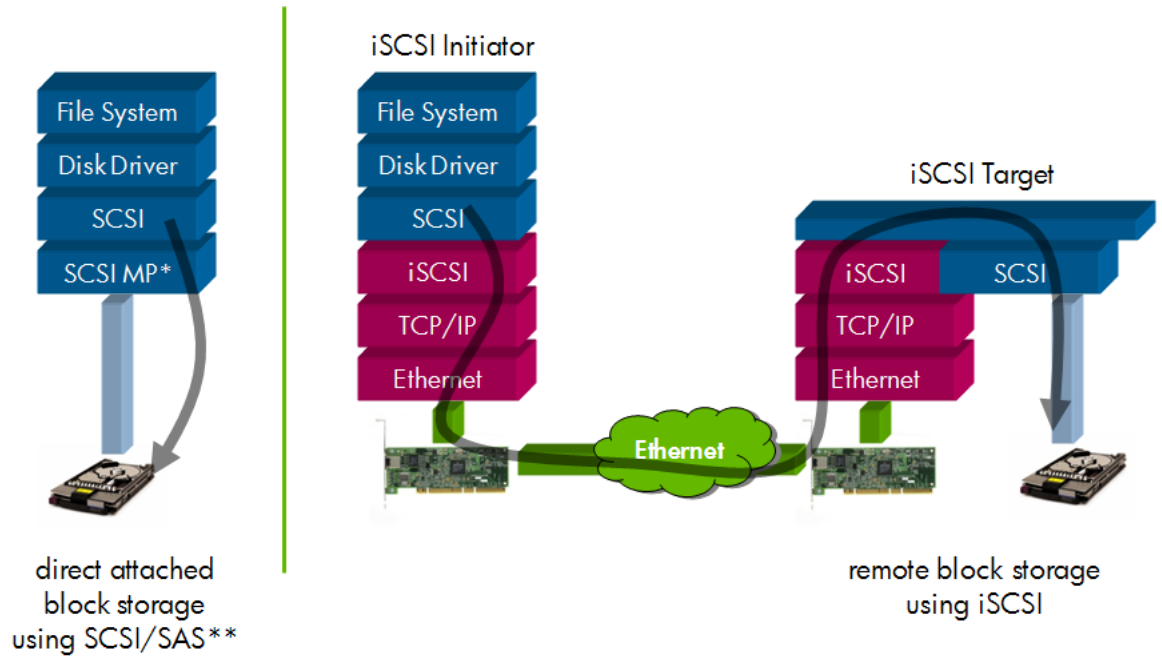 File System
Disk Driver
SCSI
SCSI MP*
direct attached
block storage
using SCSI/SAS**
iSCSI Initiator
File System
Disk Driver
SCSI
iSCSI
TCP/IP
Ethernet
Ethernet
iSCSI Target
iSCSI
SCSI
TCP/IP
Ethernet
remote block storage
using iSCSI